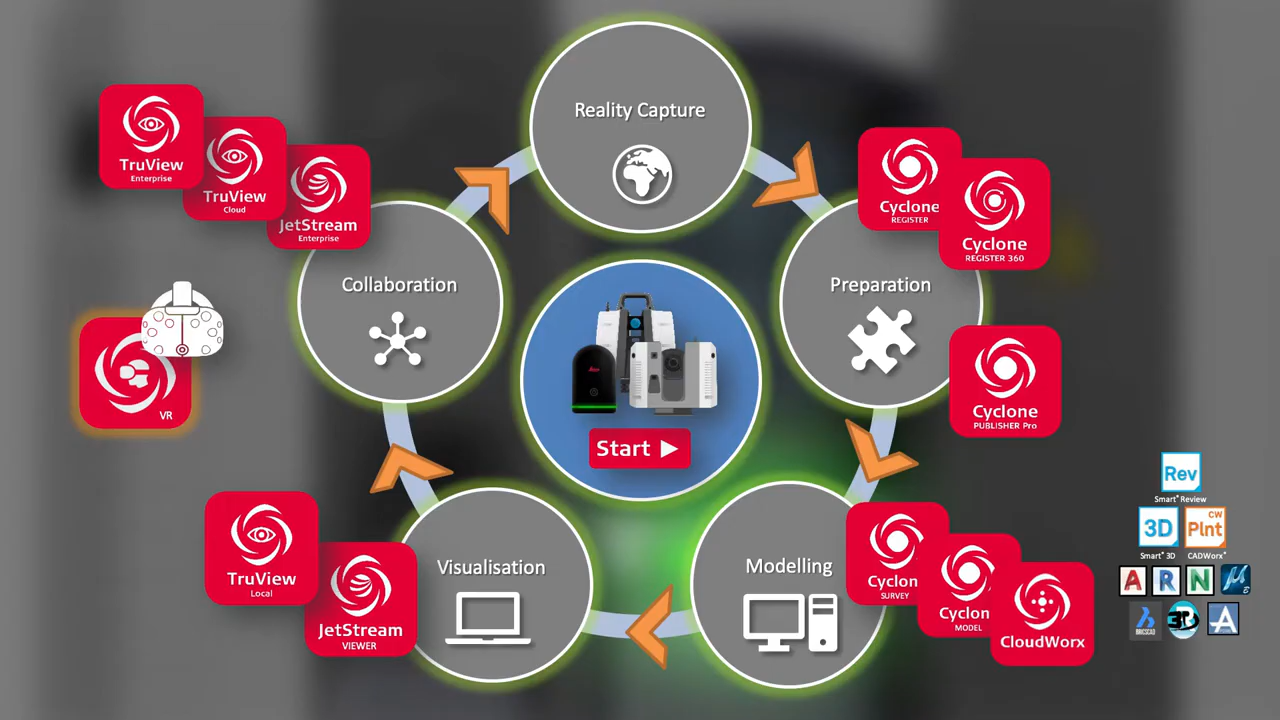 Reality Capture
TruView
Enterprise
TruView
Cloud
JetStream
Enterprise
Cyclone
REGISTER
Cyclone
REGISTER 360
Collaboration
Preparation
VR
Cyclone
PUBLISHER Pro
Start
Rev
Smart® Review
3D
Smart® 3D
CW
Plnt
CADWorx®
TruView
Local
JetStream
VIEWER
Visualisation
Modelling
Cyclon
SURVEY
Cyclon
MODEL
CloudWorx
A
R
N
A